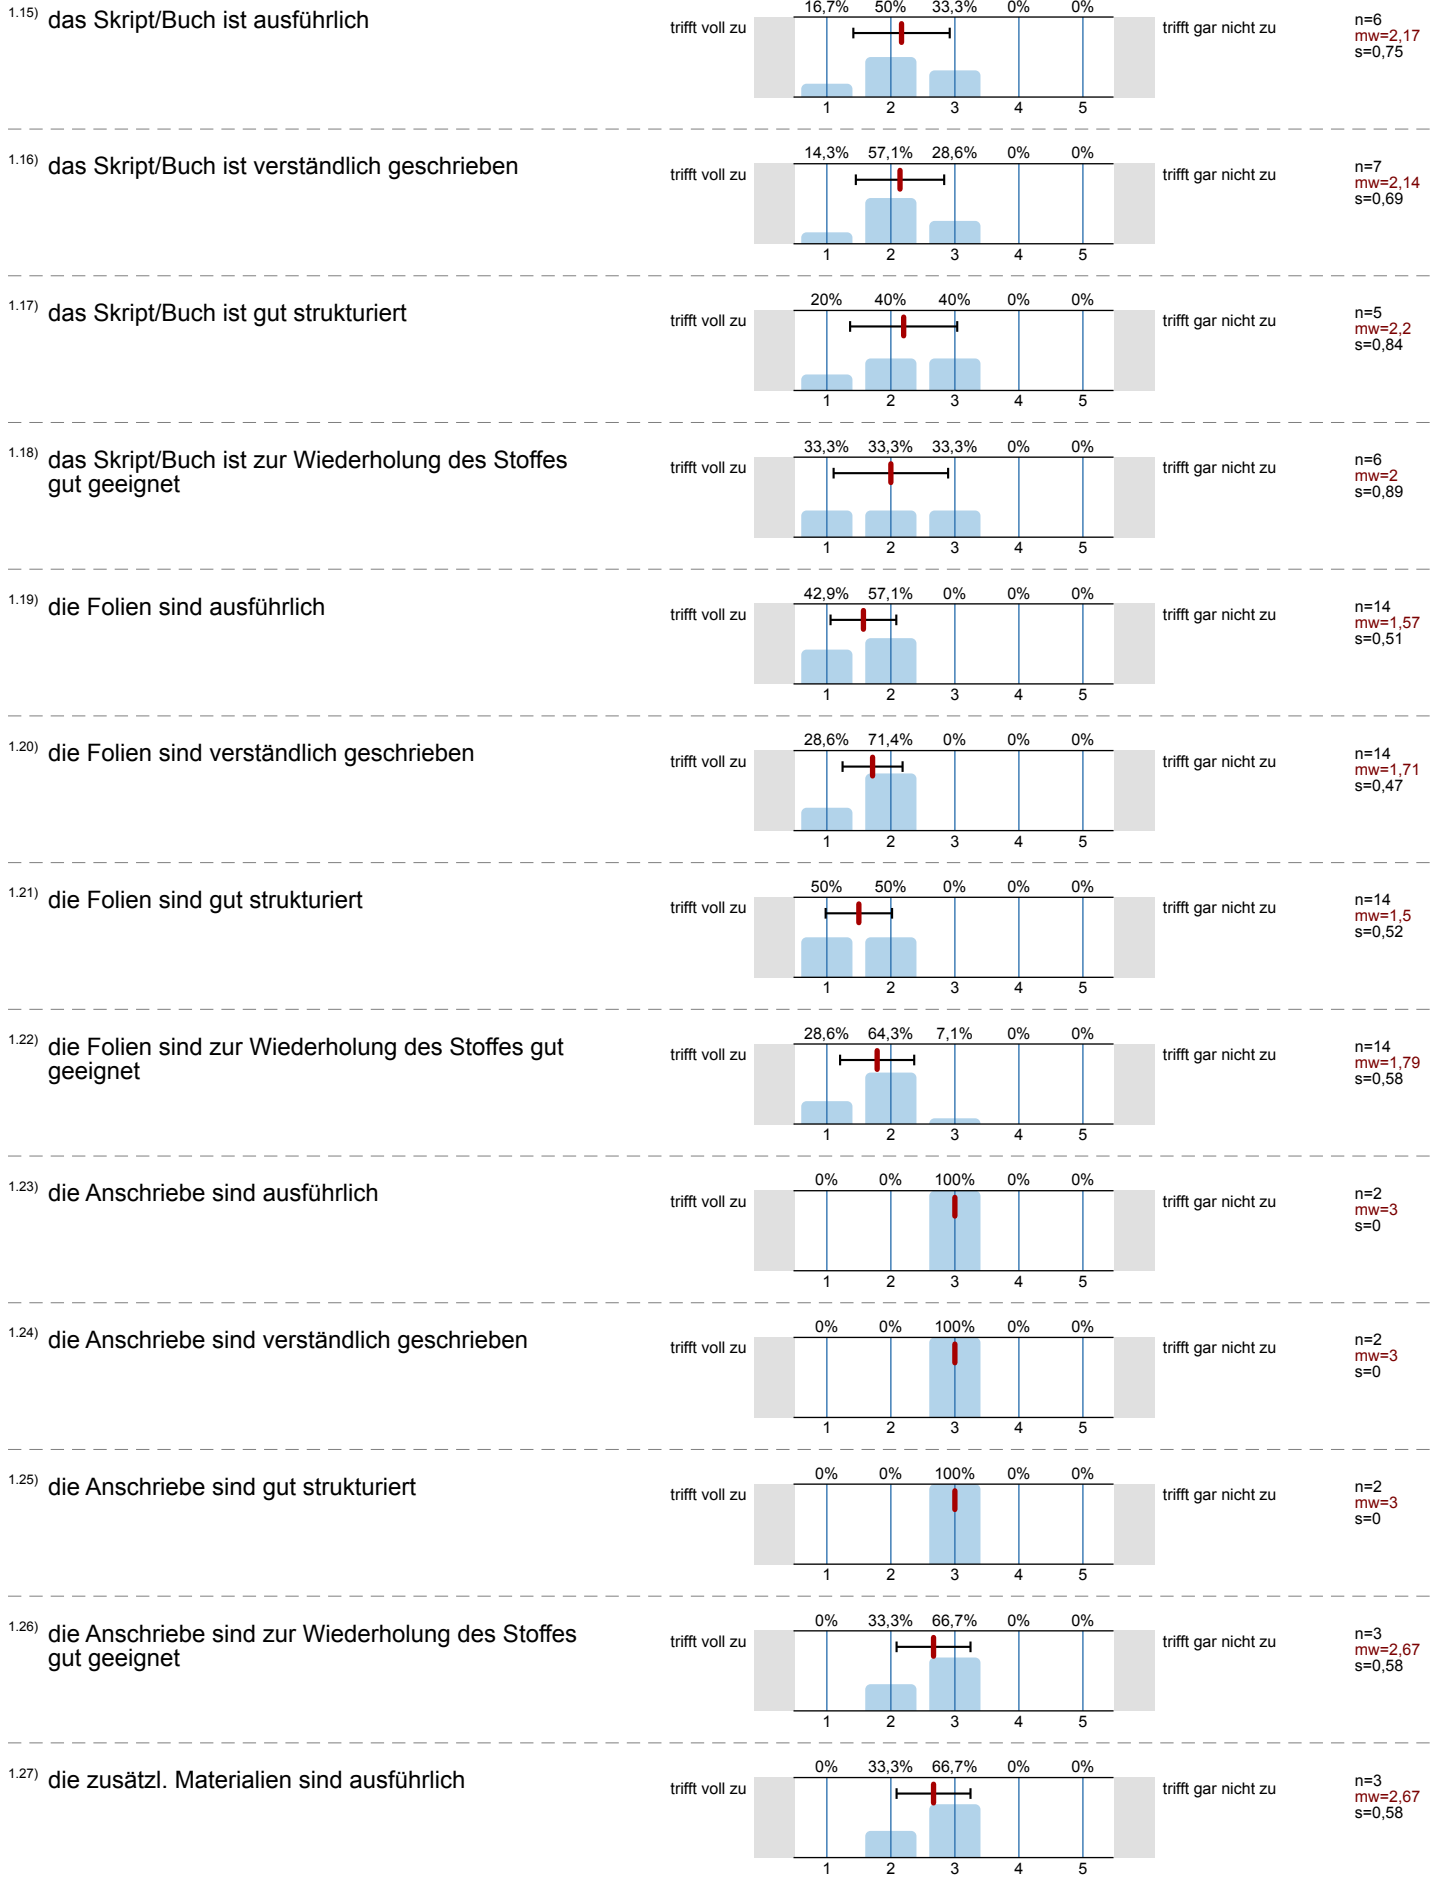 1.15) das Skript/Buch ist ausführlich
16,7% 50% 33,3% 0% 0%
trifft voll zu trifft gar nicht zu
n=6
mw=2,17
s=0,75
1 2 3 4 5
1.16) das Skript/Buch ist verständlich geschrieben
14,3% 57,1% 28,6% 0% 0%
trifft voll zu trifft gar nicht zu
n=7
mw=2,14
s=0,69
1 2 3 4 5
1.17) das Skript/Buch ist gut strukturiert
20% 40% 40% 0% 0%
trifft voll zu trifft gar nicht zu
n=5
mw=2,2
s=0,84
1 2 3 4 5
1.18) das Skript/Buch ist zur Wiederholung des Stoffes
gut geeignet
33,3% 33,3% 33,3% 0% 0%
trifft voll zu trifft gar nicht zu
n=6
mw=2
s=0,89
1 2 3 4 5
1.19) die Folien sind ausführlich
42,9% 57,1% 0% 0% 0%
trifft voll zu trifft gar nicht zu
n=14
mw=1,57
s=0,51
1 2 3 4 5
1.20) die Folien sind verständlich geschrieben
28,6% 71,4% 0% 0% 0%
trifft voll zu trifft gar nicht zu
n=14
mw=1,71
s=0,47
1 2 3 4 5
1.21) die Folien sind gut strukturiert
50% 50% 0% 0% 0%
trifft voll zu trifft gar nicht zu
n=14
mw=1,5
s=0,52
1 2 3 4 5
1.22) die Folien sind zur Wiederholung des Stoffes gut
geeignet
28,6% 64,3% 7,1% 0% 0%
trifft voll zu trifft gar nicht zu
n=14
mw=1,79
s=0,58
1 2 3 4 5
1.23) die Anschriebe sind ausführlich
0% 0% 100% 0% 0%
trifft voll zu trifft gar nicht zu
n=2
mw=3
s=0
1 2 3 4 5
1.24) die Anschriebe sind verständlich geschrieben
0% 0% 100% 0% 0%
trifft voll zu trifft gar nicht zu
n=2
mw=3
s=0
1 2 3 4 5
1.25) die Anschriebe sind gut strukturiert
0% 0% 100% 0% 0%
trifft voll zu trifft gar nicht zu
n=2
mw=3
s=0
1 2 3 4 5
1.26) die Anschriebe sind zur Wiederholung des Stoffes
gut geeignet
0% 33,3% 66,7% 0% 0%
trifft voll zu trifft gar nicht zu
n=3
mw=2,67
s=0,58
1 2 3 4 5
1.27) die zusätzl. Materialien sind ausführlich
0% 33,3% 66,7% 0% 0%
trifft voll zu trifft gar nicht zu
n=3
mw=2,67
s=0,58
1 2 3 4 5